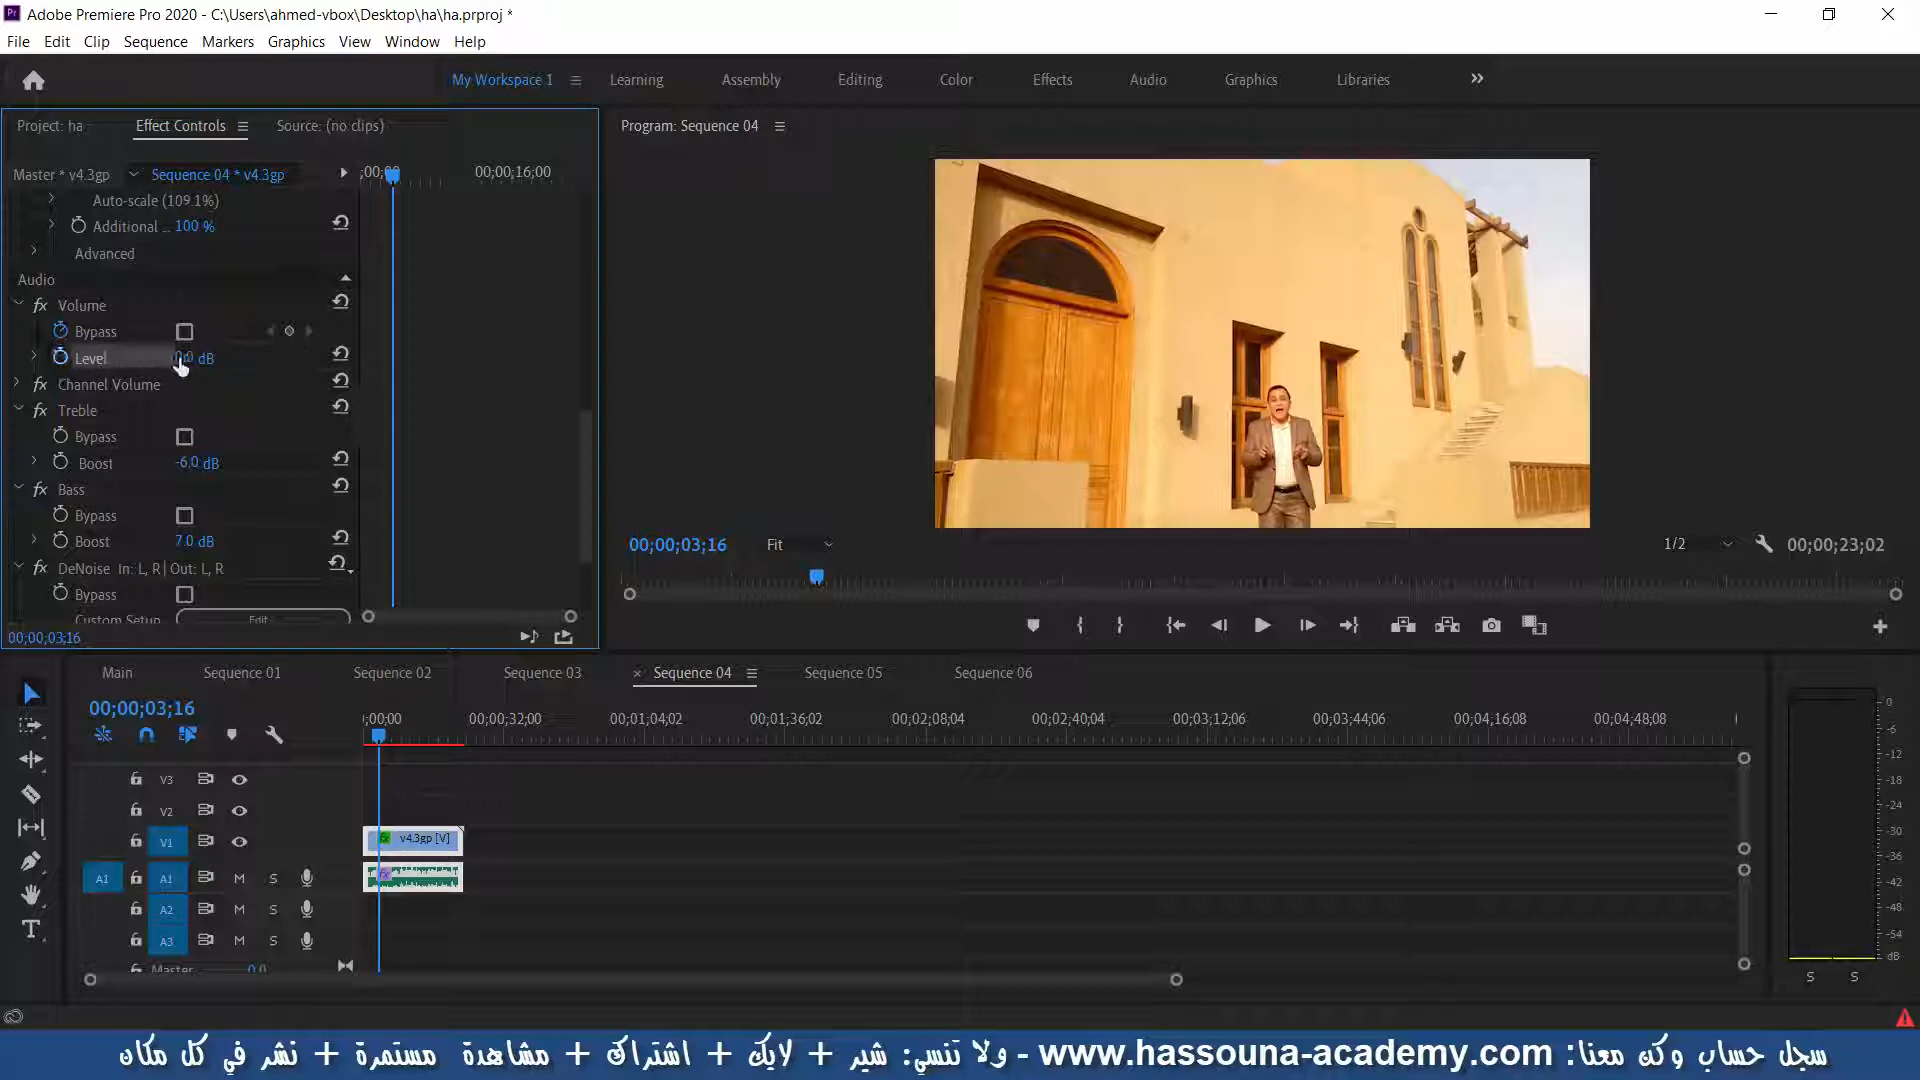 Adobe Premiere Pro 2020 - C:\Users\ahmed-vbox\Desktop\ha\ha.prproj *
File Edit Clip Sequence Markers Graphics View Window Help
My Workspace 1 Learning Assembly Editing Color Effects Audio Graphics Libraries
Project: ha Effect Controls Source: (no clips)
Program: Sequence 04
Master * v4.3gp Sequence 04 * v4.3gp
00;00;16;00
Auto-scale (109.1%)
Additional ... 100 %
Advanced
Audio
fx Volume
Bypass
Level dB
fx Channel Volume
fx Treble
Bypass
Boost -6.0 dB
fx Bass
Bypass
Boost 7.0 dB
fx DeNoise In: L, R | Out: L, R
Bypass
Custom Setup Edit
00;00;03;16
00;00;03;16 Fit 1/2 00;00;23;02
Main Sequence 01 Sequence 02 Sequence 03 Sequence 04 Sequence 05 Sequence 06
00;00;03;16
;00;00 00;00;32;00 00;01;04;02 00;01;36;02 00;02;08;04 00;02;40;04 00;03;12;06 00;03;44;06 00;04;16;08 00;04;48;08
V3
V2
V1 fx v4.3gp [V]
A1 A1 M S fx
A2 M S
A3 M S
Master 0.0
0
-6
-12
-18
-24
-30
-36
-42
-48
-54
dB
S S
سجل حساب وكن معنا: www.hassouna-academy.com - ولا تنسي: شير + لايك + اشتراك + مشاهدة مستمرة + نشر في كل مكان